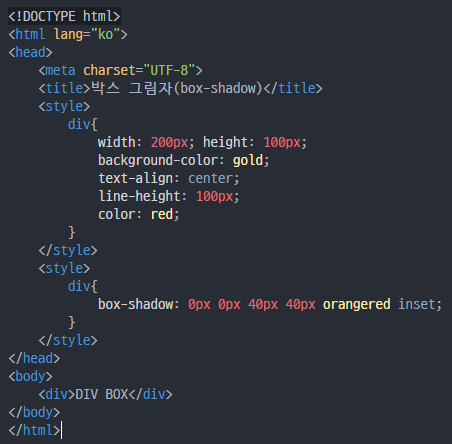 <!DOCTYPE html>
<html lang="ko">
<head>
    <meta charset="UTF-8">
    <title>박스 그림자(box-shadow)</title>
    <style>
        div{
            width: 200px; height: 100px;
            background-color: gold;
            text-align: center;
            line-height: 100px;
            color: red;
        }
    </style>
    <style>
        div{
            box-shadow: 0px 0px 40px 40px orangered inset;
        }
    </style>
</head>
<body>
    <div>DIV BOX</div>
</body>
</html>